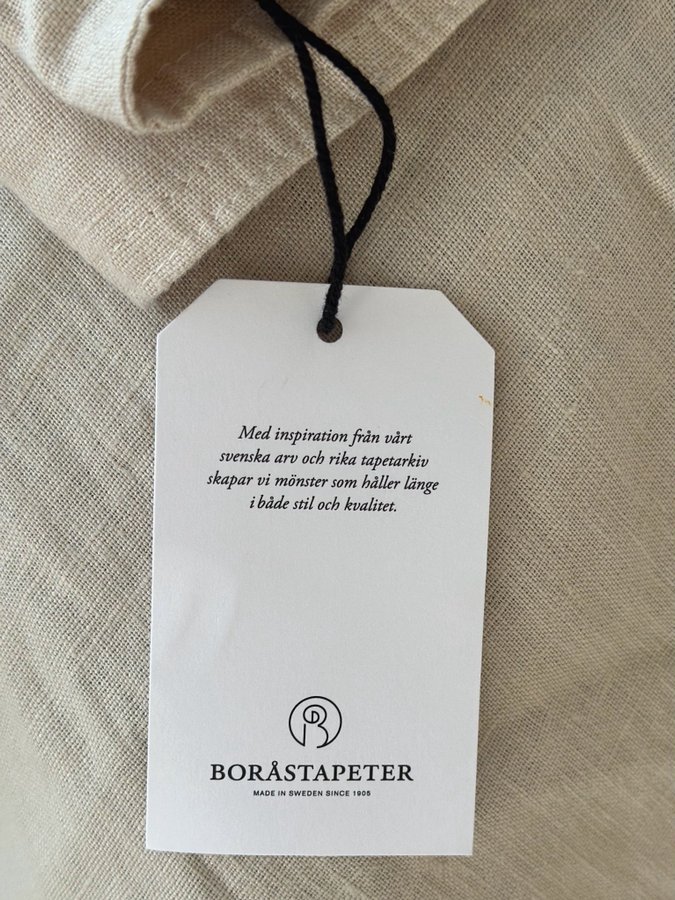 Med inspiration från vårt
svenska arv och rika tapetarkiv
skapar vi mönster som håller länge
i både stil och kvalitet.
BORÅSTAPETER
MADE IN SWEDEN SINCE 1905